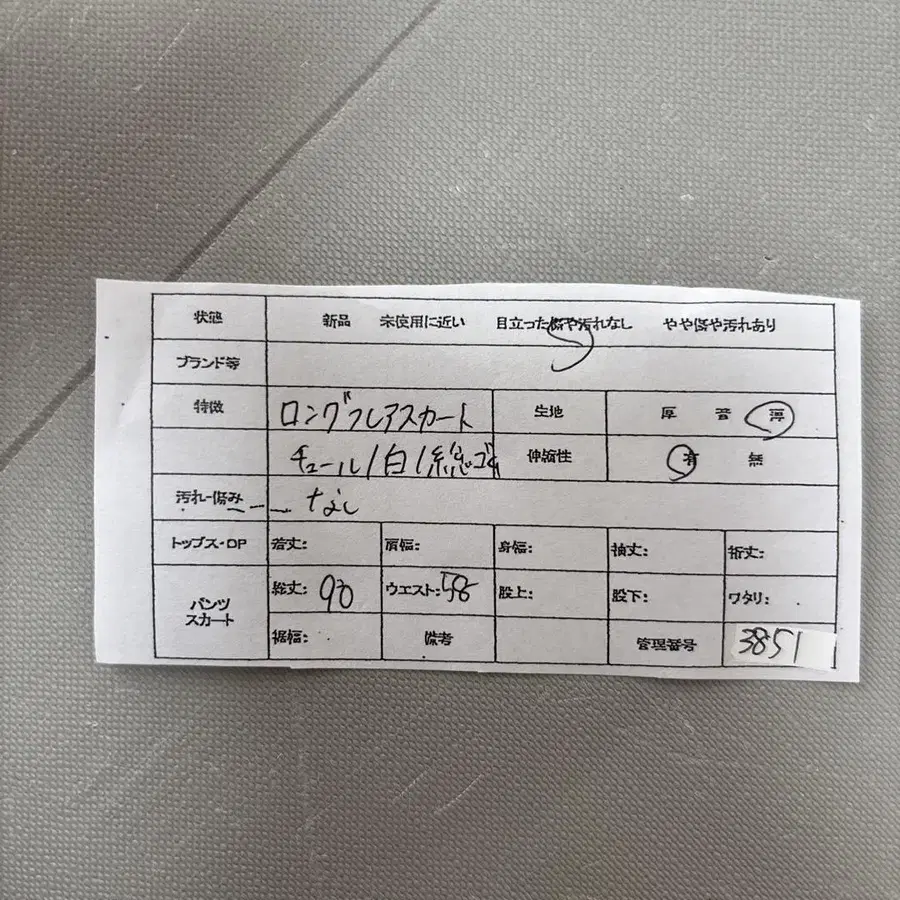 状態 新品 未使用に近い 目立った傷や汚れなし やや傷や汚れあり
ブランド等
特徴 ロングフレアスカート 生地 厚 普 薄
チュール/白/総ゴム 伸縮性 有 無
汚れ・傷み なし
トップス・OP 着丈: 肩幅: 身幅: 袖丈: 裄丈:
パンツ スカート 総丈: 90 ウエスト: 58 股上: 股下: ワタリ:
裾幅: 備考 管理番号 3851